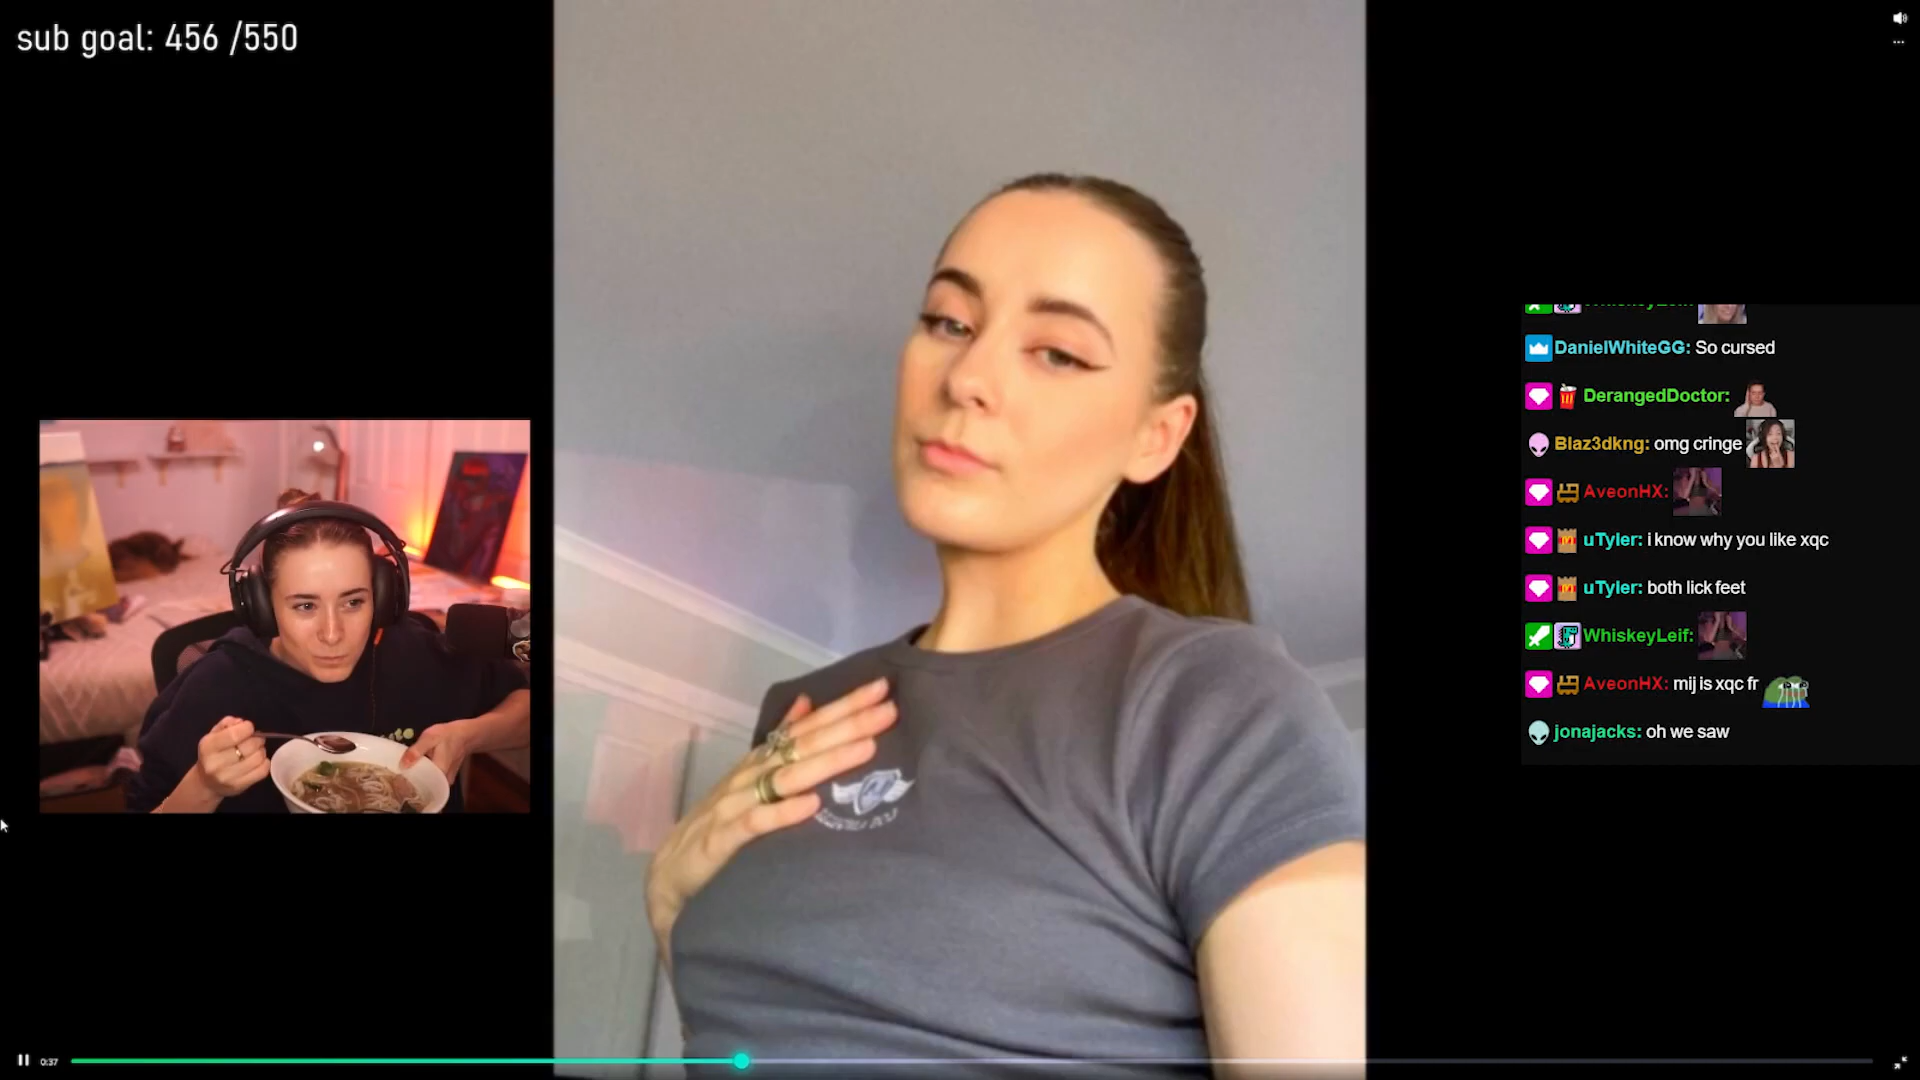 sub goal: 456 /550
DanielWhiteGG: So cursed
DerangedDoctor:
Blaz3dkng: omg cringe
AveonHX:
uTyler: i know why you like xqc
uTyler: both lick feet
WhiskeyLeif:
AveonHX: mij is xqc fr
jonajacks: oh we saw
0:37